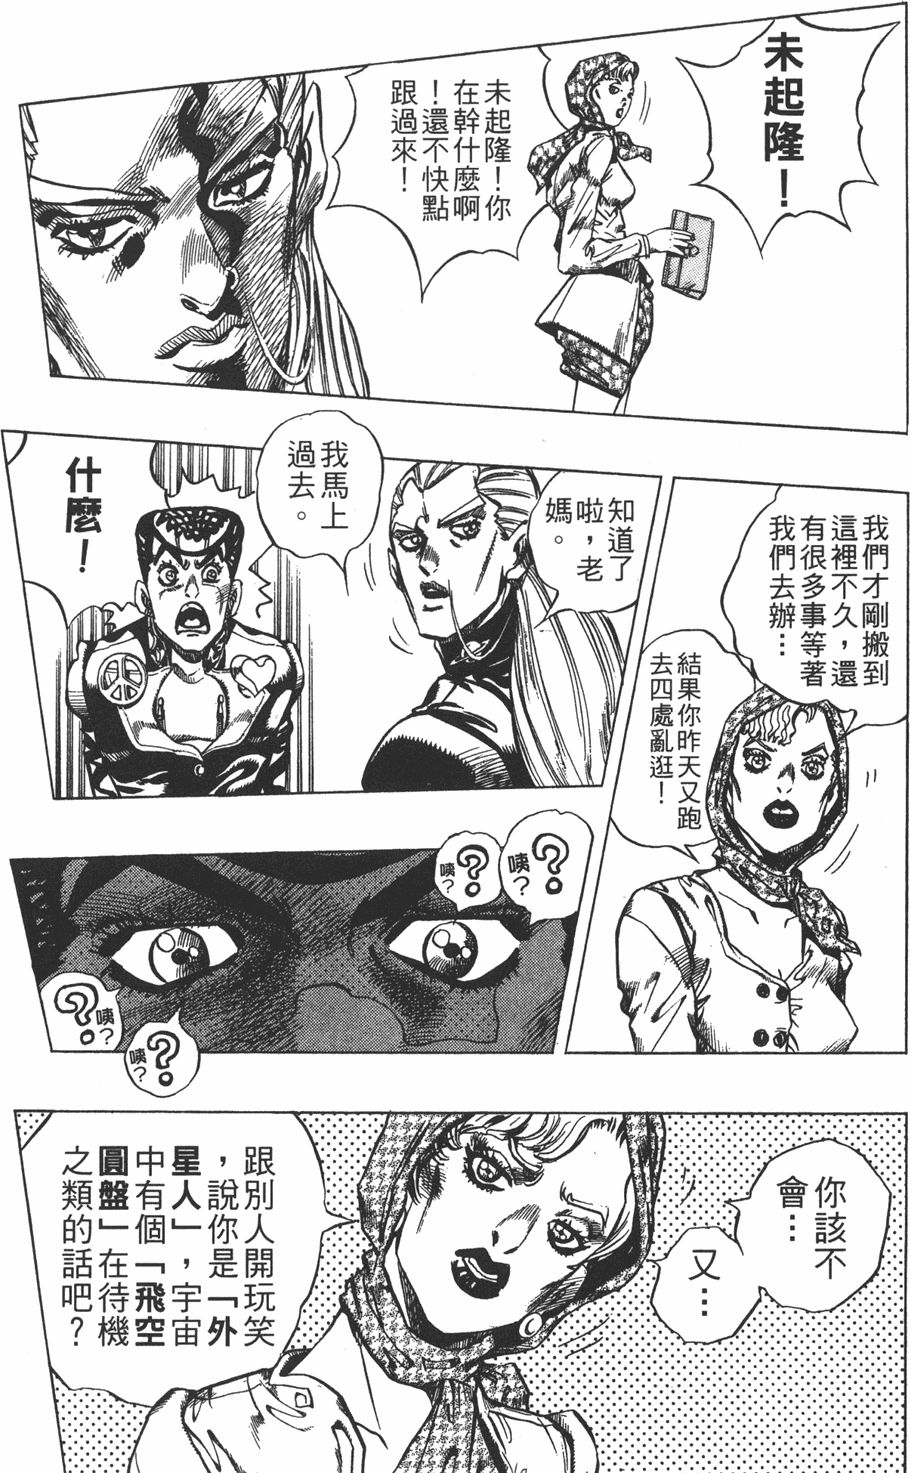 未起隆！
未起隆！你
在幹什麼啊
！還不快點
跟過來！
我們才剛搬到
這裡不久，還
有很多事等著
我們去辦…
結果你昨天又跑
去四處亂逛！
知道了
啦，老
媽。
我馬上
過去。
什麼！
咦？？
咦？？
咦？？
咦？？
你該不
會…
又…
跟別人開玩笑
，說你是「外
星人」，宇宙
中有個「飛空
圓盤」在待機
之類的話吧？